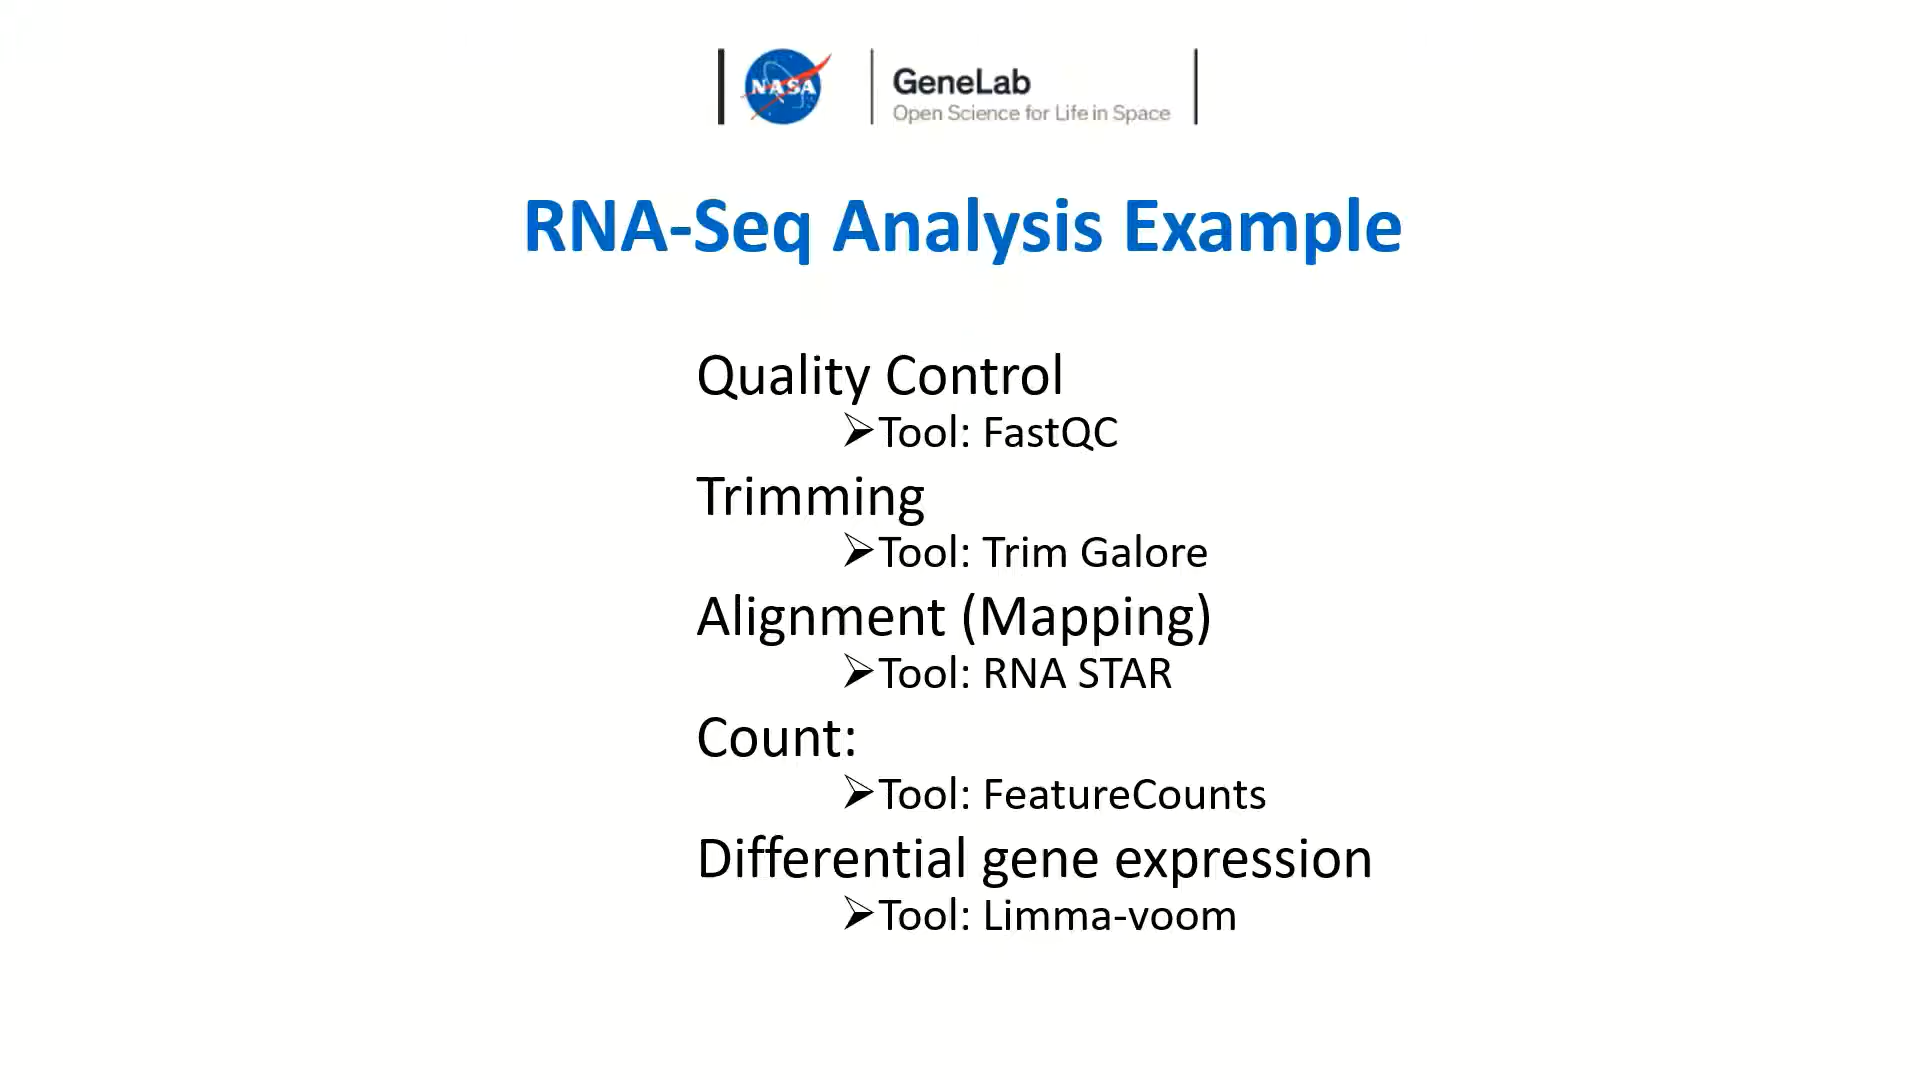 NASA
GeneLab
Open Science for Life in Space
RNA-Seq Analysis Example
Quality Control
➢Tool: FastQC
Trimming
➢Tool: Trim Galore
Alignment (Mapping)
➢Tool: RNA STAR
Count:
➢Tool: FeatureCounts
Differential gene expression
➢Tool: Limma-voom